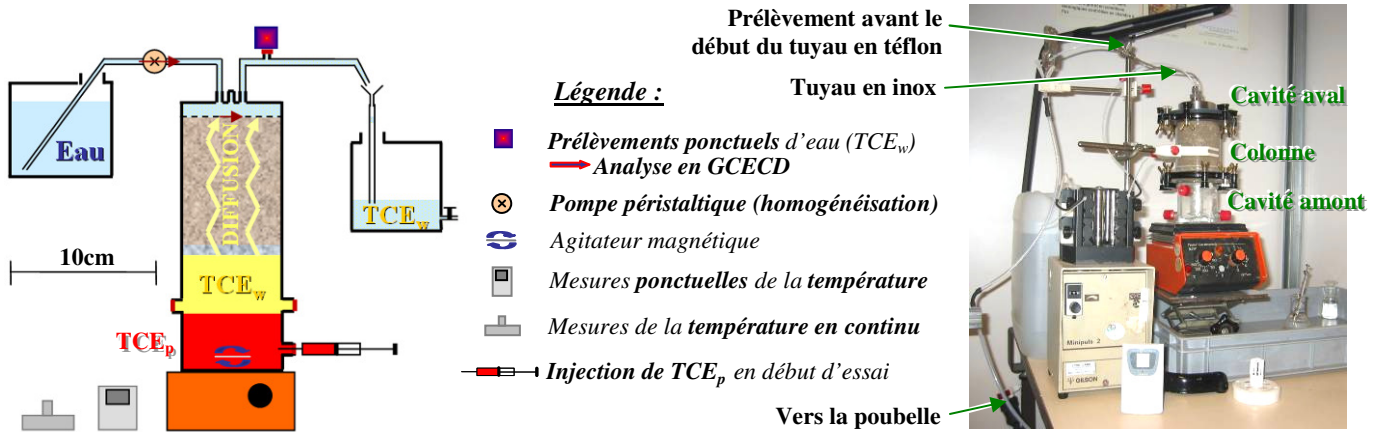 Eau
DIFFUSION
TCEw
TCEw
TCEp
10cm
Légende :
Prélèvements ponctuels d'eau (TCEw)
Analyse en GCECD
Pompe péristaltique (homogénéisation)
Agitateur magnétique
Mesures ponctuelles de la température
Mesures de la température en continu
Injection de TCEp en début d'essai
Prélèvement avant le
début du tuyau en téflon
Tuyau en inox
Vers la poubelle
Cavité aval
Colonne
Cavité amont
Minipuls 2
GILSON